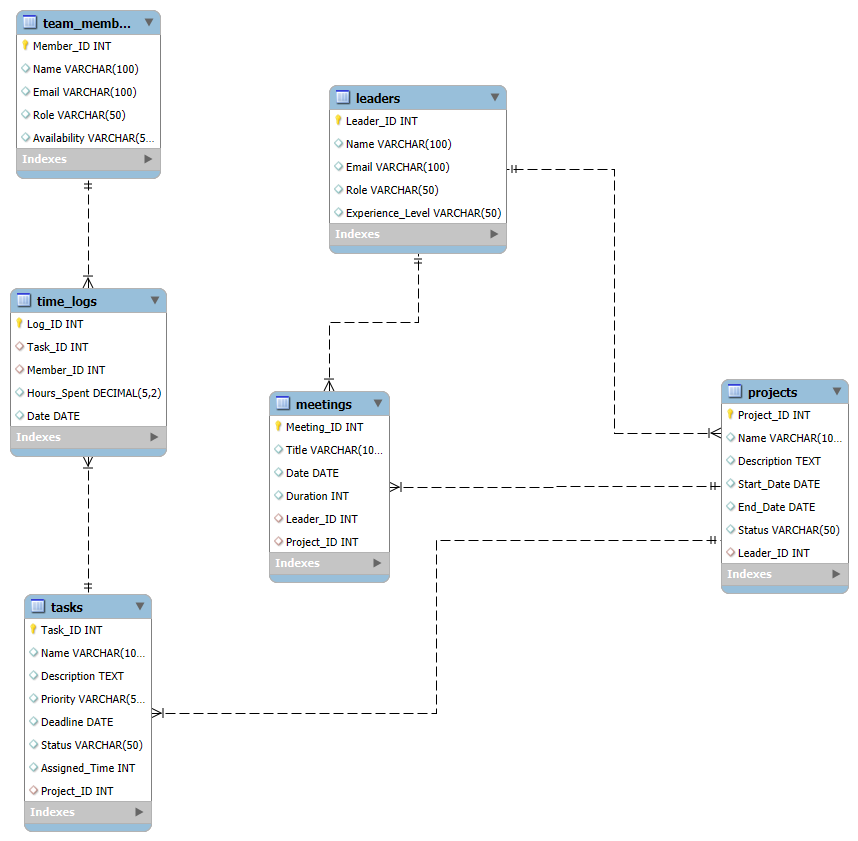 team_memb...
Member_ID INT
Name VARCHAR(100)
Email VARCHAR(100)
Role VARCHAR(50)
Availability VARCHAR(5...
Indexes
leaders
Leader_ID INT
Name VARCHAR(100)
Email VARCHAR(100)
Role VARCHAR(50)
Experience_Level VARCHAR(50)
Indexes
time_logs
Log_ID INT
Task_ID INT
Member_ID INT
Hours_Spent DECIMAL(5,2)
Date DATE
Indexes
meetings
Meeting_ID INT
Title VARCHAR(10...
Date DATE
Duration INT
Leader_ID INT
Project_ID INT
Indexes
projects
Project_ID INT
Name VARCHAR(10...
Description TEXT
Start_Date DATE
End_Date DATE
Status VARCHAR(50)
Leader_ID INT
Indexes
tasks
Task_ID INT
Name VARCHAR(10...
Description TEXT
Priority VARCHAR(5...
Deadline DATE
Status VARCHAR(50)
Assigned_Time INT
Project_ID INT
Indexes